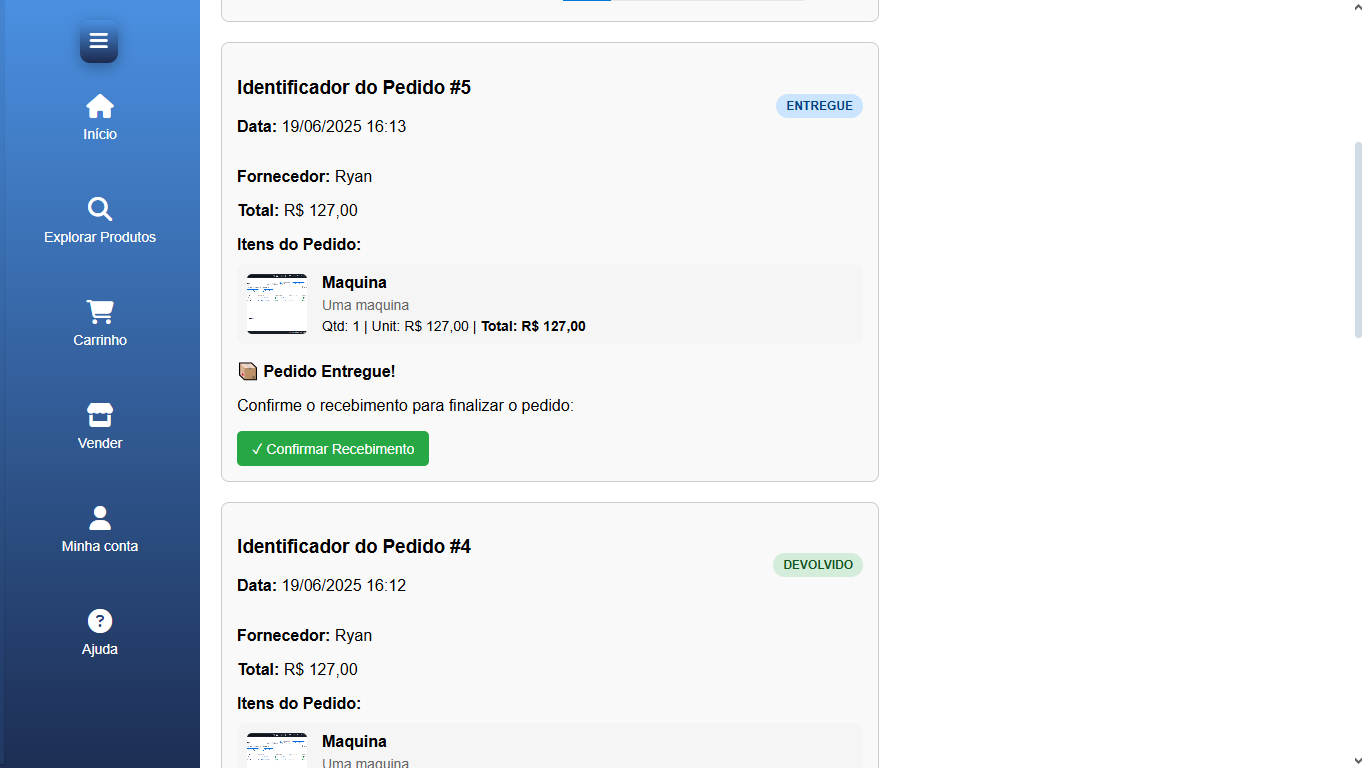 Início
Explorar Produtos
Carrinho
Vender
Minha conta
Ajuda
Identificador do Pedido #5
ENTREGUE
Data: 19/06/2025 16:13
Fornecedor: Ryan
Total: R$ 127,00
Itens do Pedido:
Maquina
Uma maquina
Qtd: 1 | Unit: R$ 127,00 | Total: R$ 127,00
Pedido Entregue!
Confirme o recebimento para finalizar o pedido:
✓ Confirmar Recebimento
Identificador do Pedido #4
DEVOLVIDO
Data: 19/06/2025 16:12
Fornecedor: Ryan
Total: R$ 127,00
Itens do Pedido:
Maquina
Uma maquina